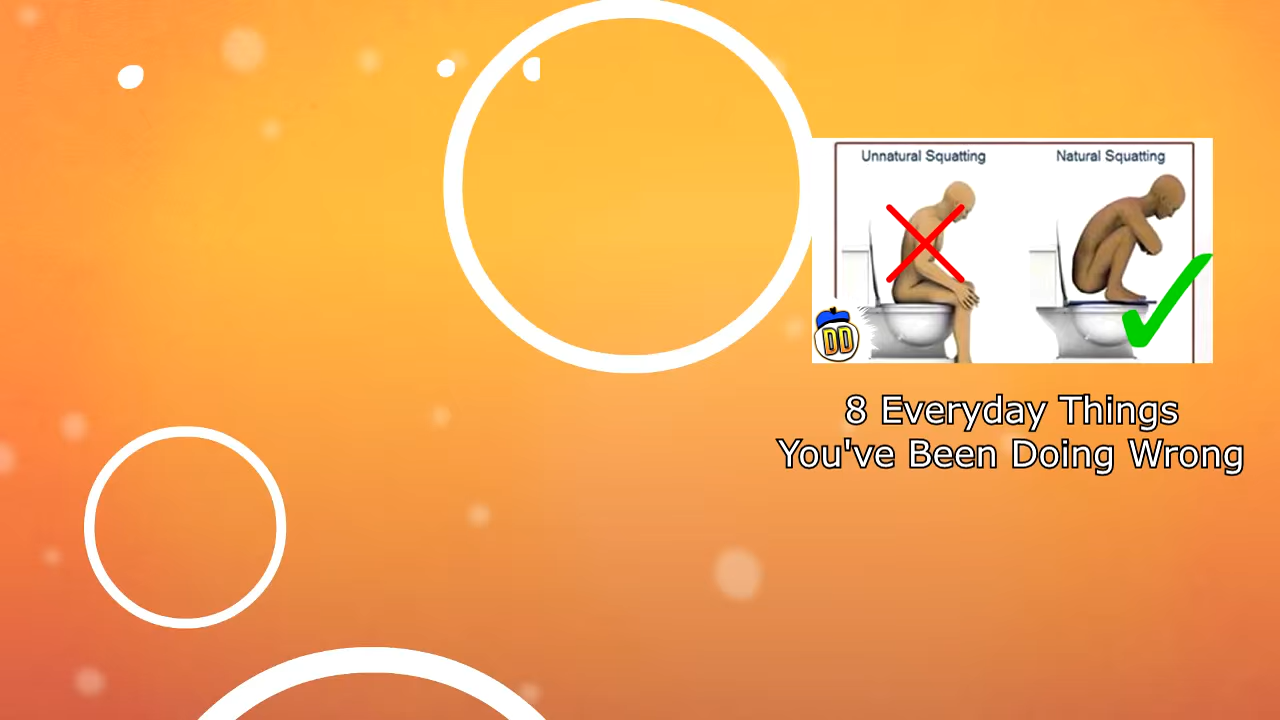 Unnatural Squatting
Natural Squatting
DD
8 Everyday Things
You've Been Doing Wrong